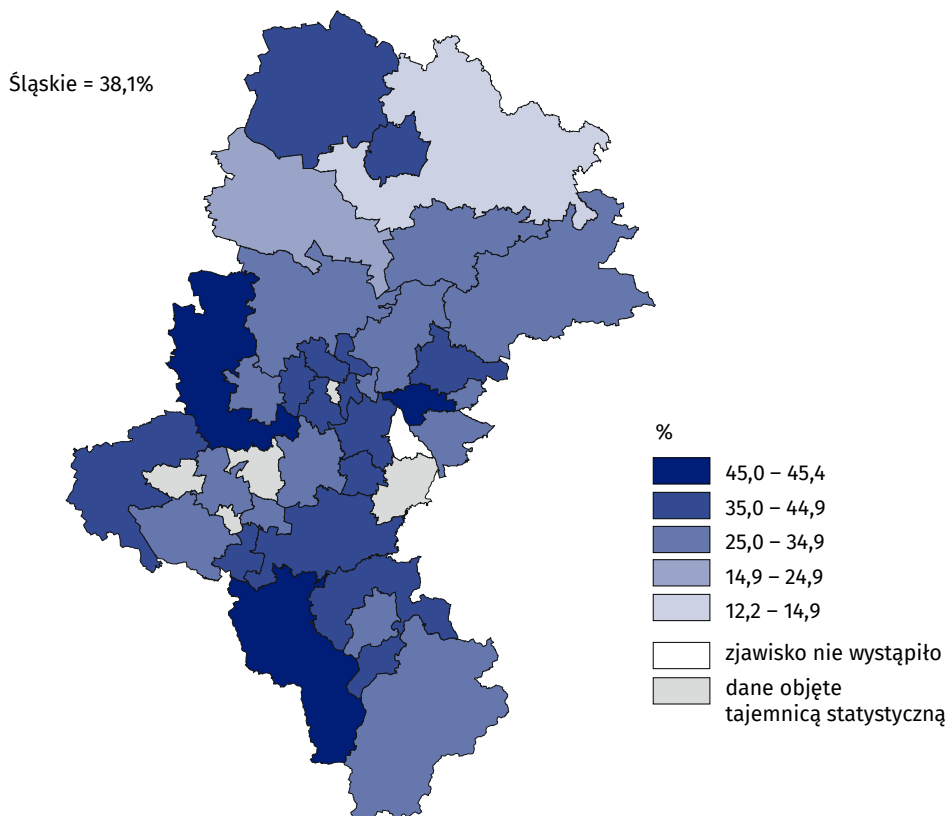 Śląskie = 38,1%
%
45,0 – 45,4
35,0 – 44,9
25,0 – 34,9
14,9 – 24,9
12,2 – 14,9
zjawisko nie wystąpiło
dane objęte
tajemnicą statystyczną